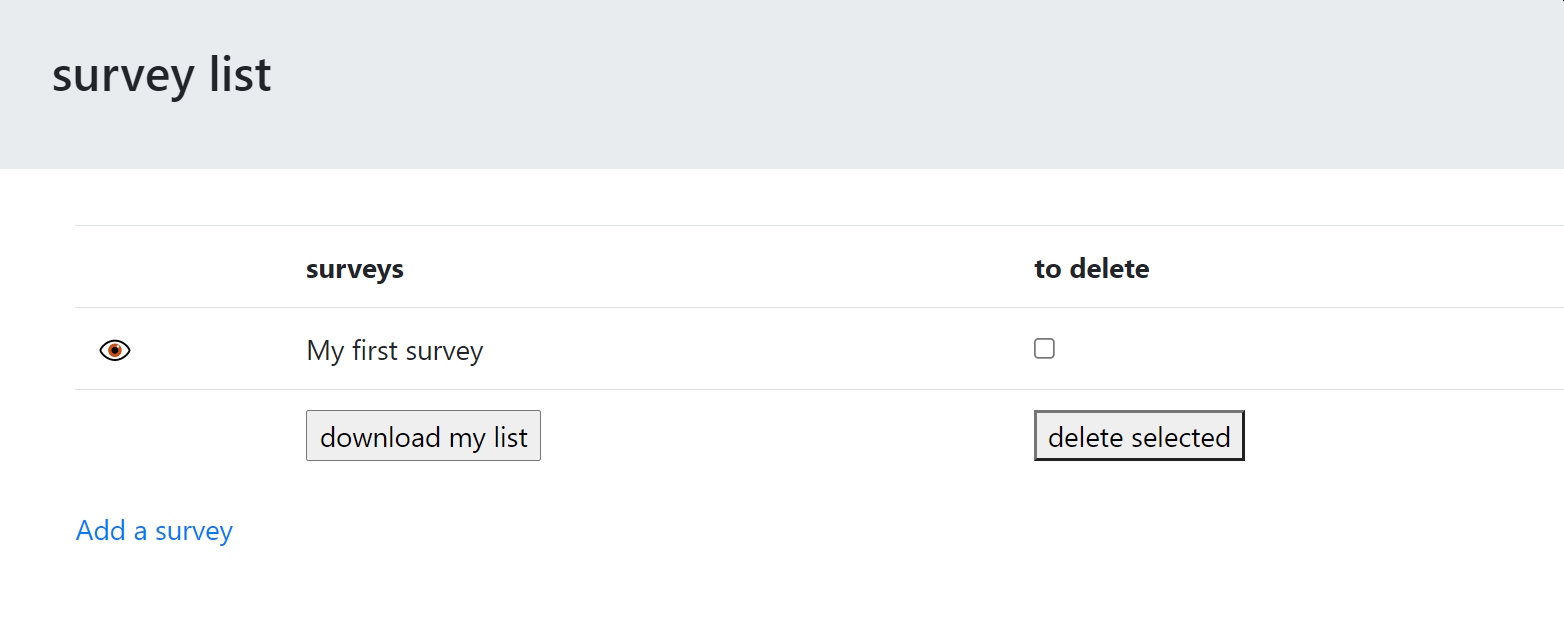 survey list
surveys to delete
My first survey
download my list delete selected
Add a survey